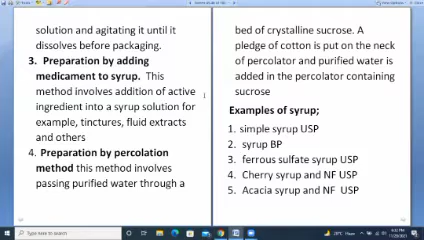 solution and agitating it until it
dissolves before packaging.
3. Preparation by adding
medicament to syrup. This
method involves addition of active
ingredient into a syrup solution for
example, tinctures, fluid extracts
and others
4. Preparation by percolation
method this method involves
passing purified water through a
bed of crystalline sucrose. A
pledge of cotton is put on the neck
of percolator and purified water is
added in the percolator containing
sucrose
Examples of syrup;
1. simple syrup USP
2. syrup BP
3. ferrous sulfate syrup USP
4. Cherry syrup and NF USP
5. Acacia syrup and NF USP
Type here to search